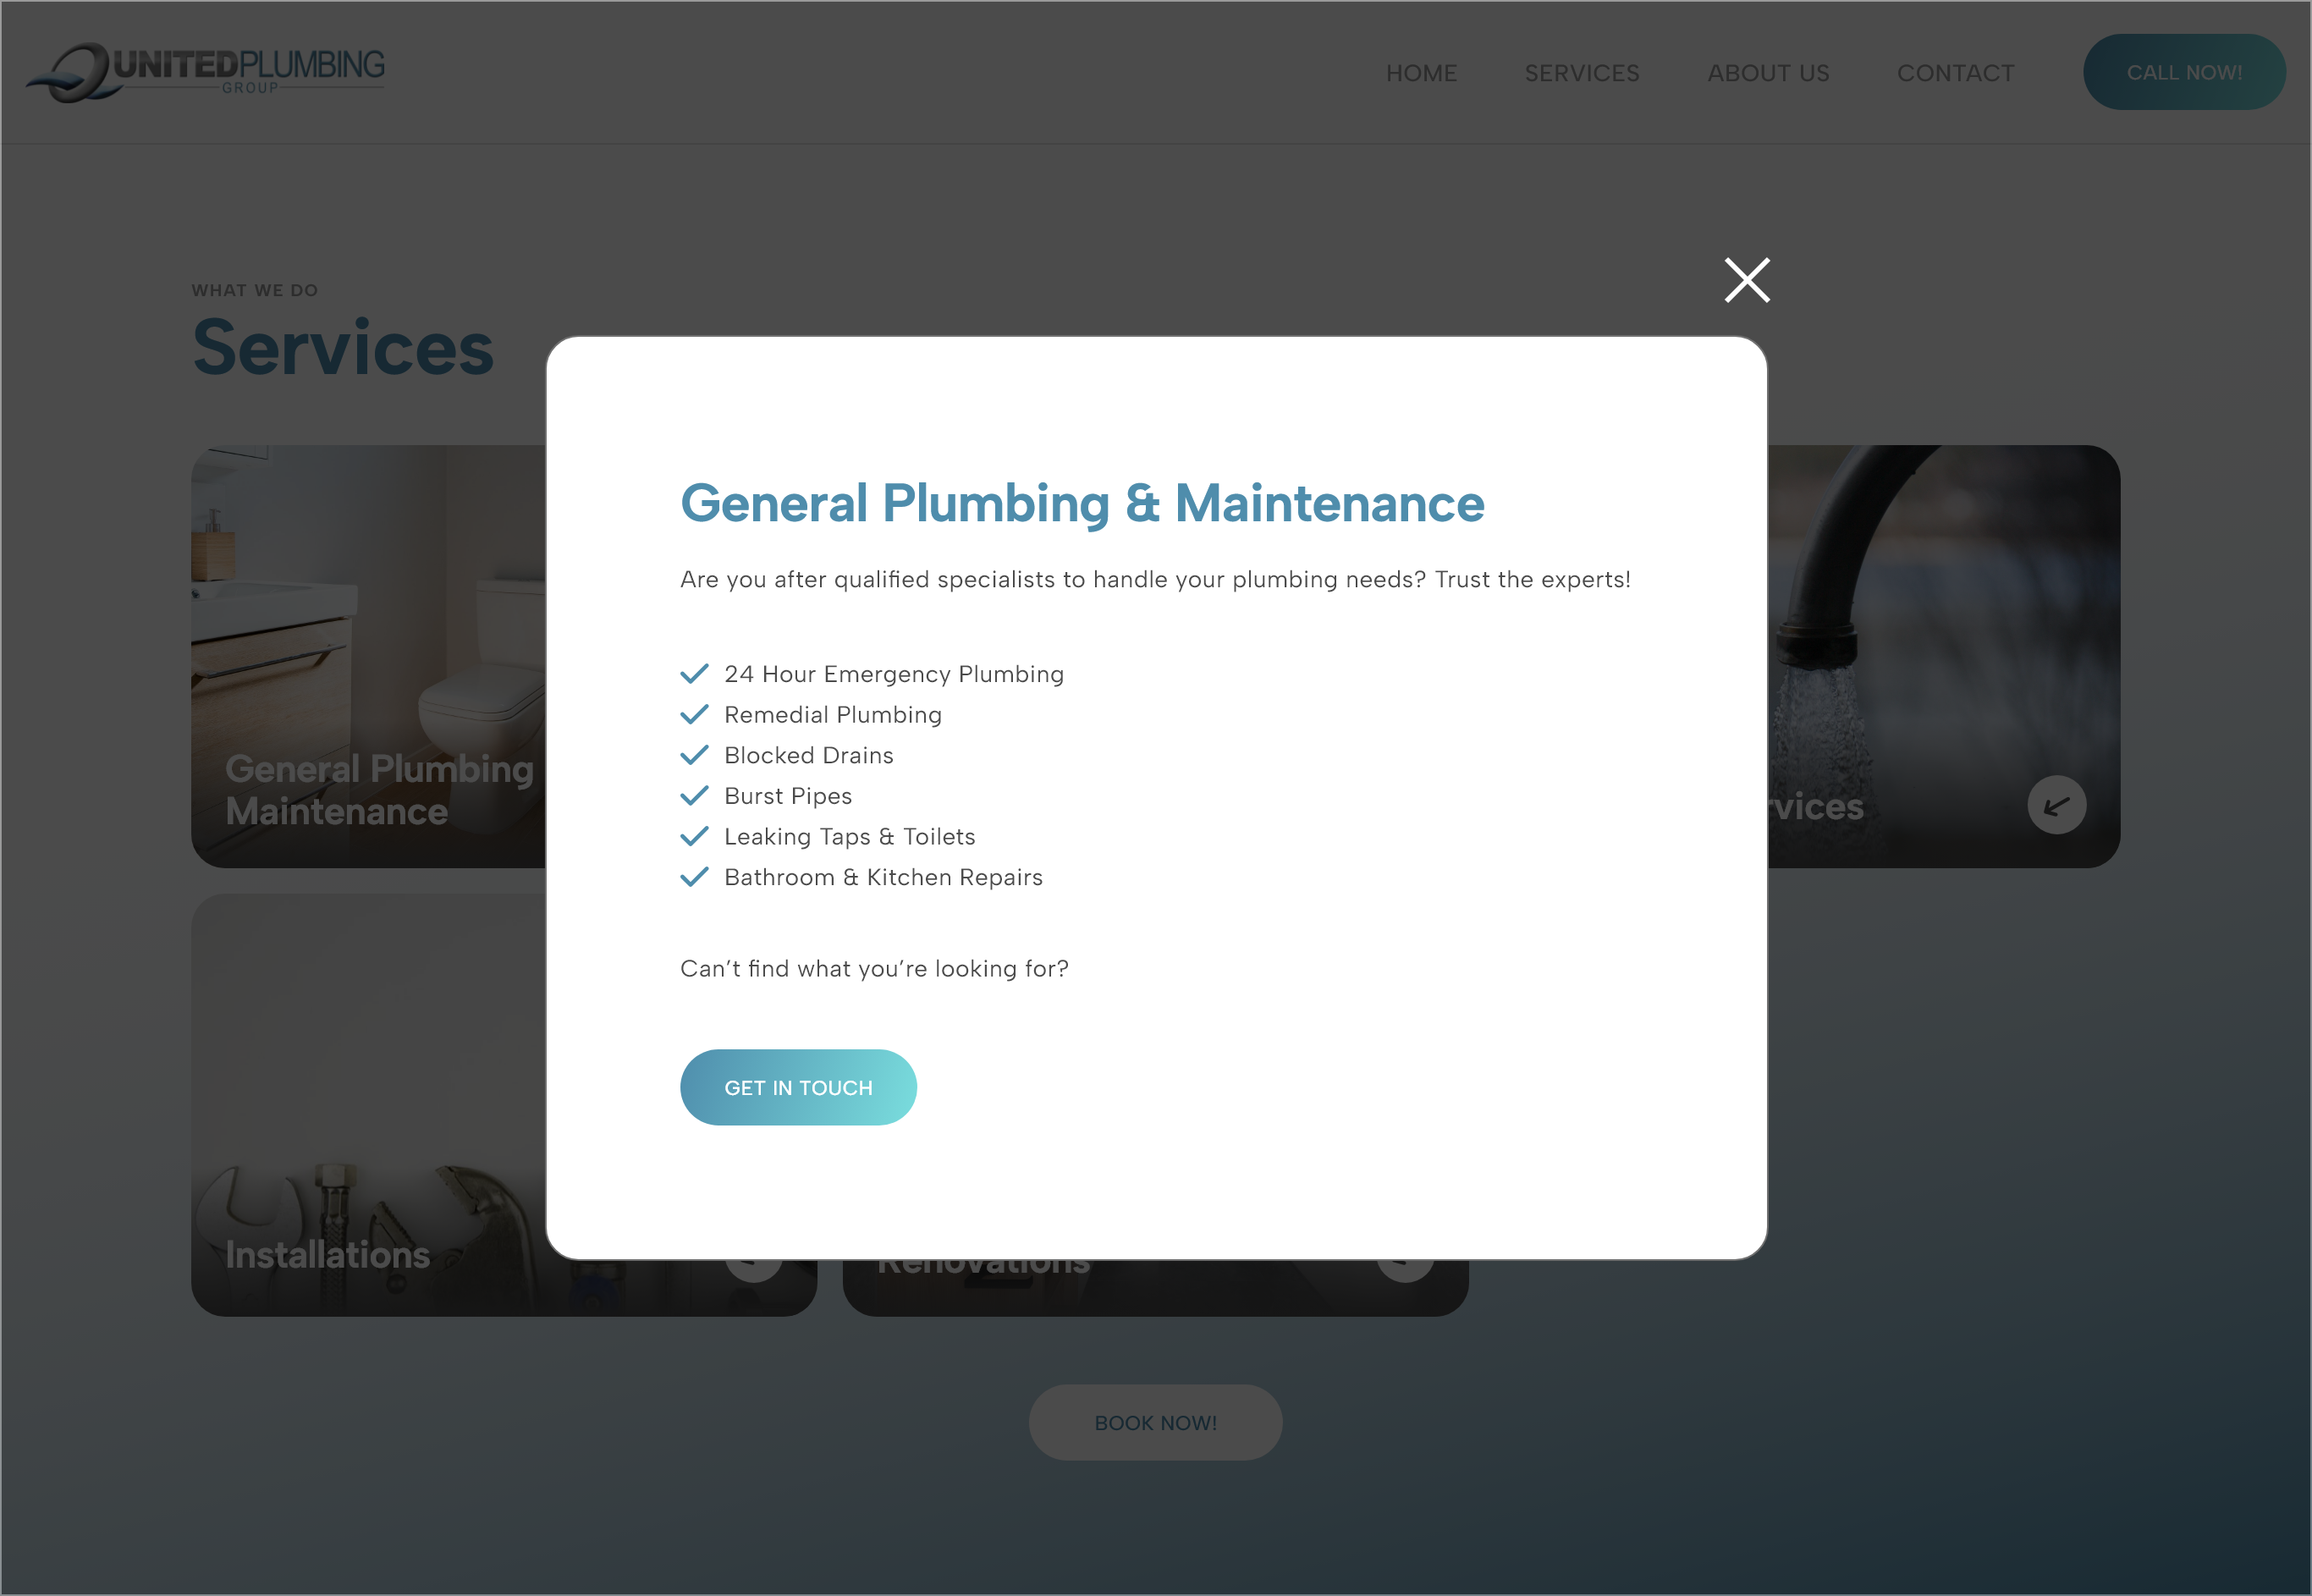 UNITEDPLUMBING
GROUP
HOME SERVICES ABOUT US CONTACT CALL NOW!
WHAT WE DO
Services
General Plumbing & Maintenance
Are you after qualified specialists to handle your plumbing needs? Trust the experts!
24 Hour Emergency Plumbing
Remedial Plumbing
Blocked Drains
Burst Pipes
Leaking Taps & Toilets
Bathroom & Kitchen Repairs
Can’t find what you’re looking for?
GET IN TOUCH
General Plumbing
Maintenance
Installations
Renovations
BOOK NOW!